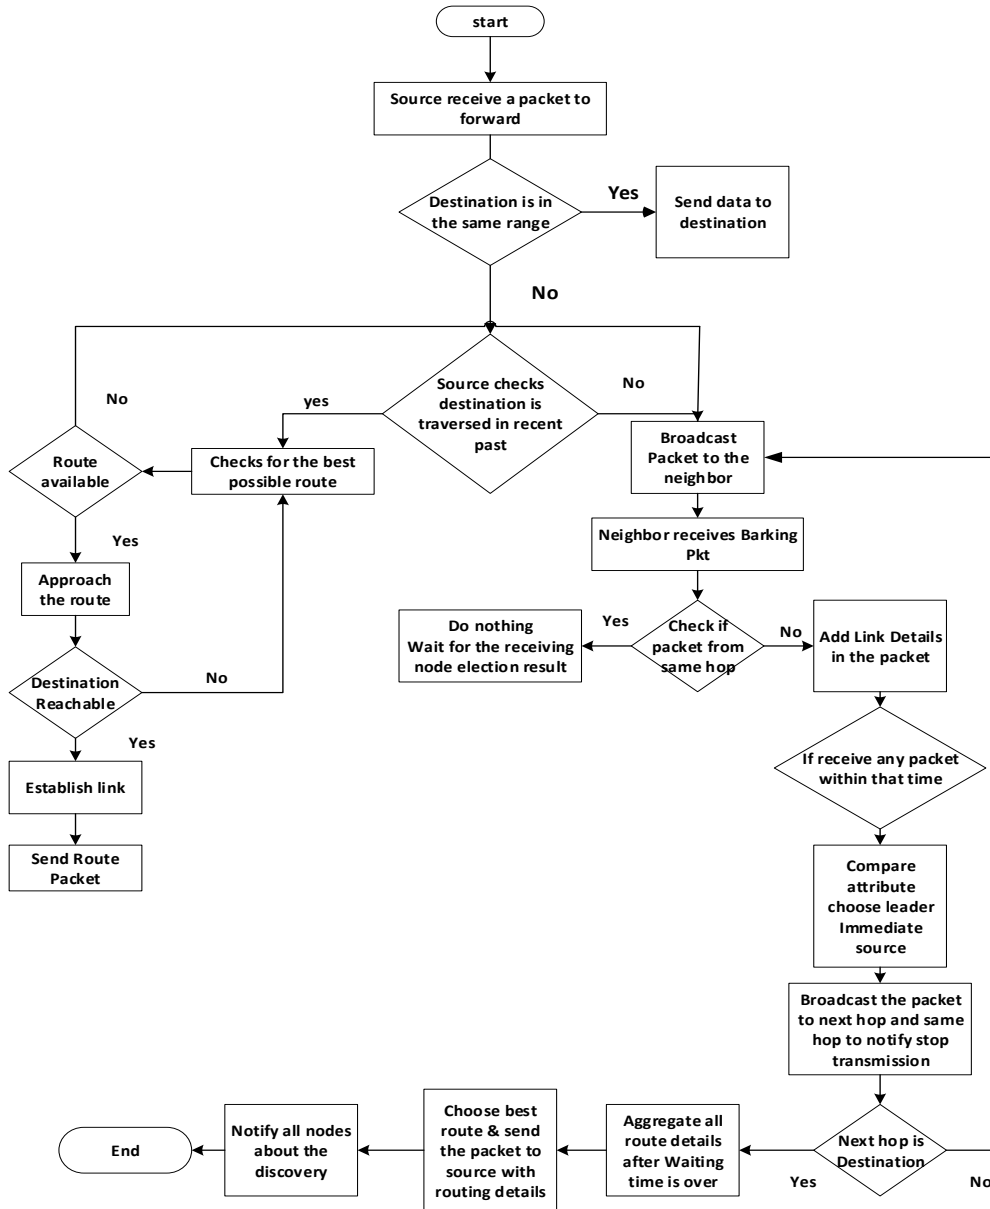 start
Source receive a packet to
forward
Destination is in
the same range
Yes
Send data to
destination
No
Source checks
destination is
traversed in recent
past
yes
No
No
Route
available
Checks for the best
possible route
Broadcast
Packet to the
neighbor
Yes
Approach
the route
Neighbor receives Barking
Pkt
Check if
packet from
same hop
Yes
No
Do nothing
Wait for the receiving
node election result
Add Link Details
in the packet
Destination
Reachable
No
Yes
Establish link
Send Route
Packet
If receive any packet
within that time
Compare
attribute
choose leader
Immediate
source
Broadcast the packet
to next hop and same
hop to notify stop
transmission
Next hop is
Destination
Yes
No
Aggregate all
route details
after Waiting
time is over
Choose best
route & send
the packet to
source with
routing details
Notify all nodes
about the
discovery
End